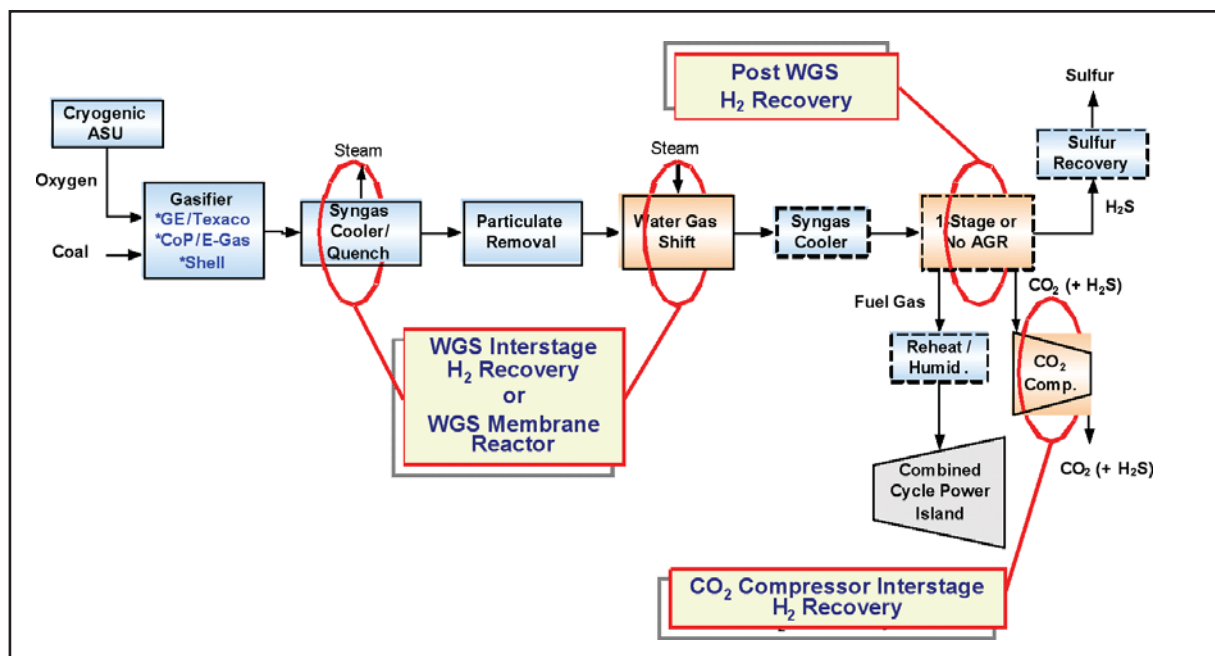 Post WGS
H₂ Recovery
Sulfur
Cryogenic
ASU
Steam
Steam
Sulfur
Recovery
Oxygen
Gasifier
*GE/Texaco
*CoP/E-Gas
*Shell
Syngas
Cooler/
Quench
Particulate
Removal
Water Gas
Shift
Syngas
Cooler
1-Stage or
No AGR
H₂S
Coal
Fuel Gas
CO₂ (+ H₂S)
WGS Interstage
H₂ Recovery
or
WGS Membrane
Reactor
Reheat /
Humid.
CO₂
Comp.
Combined
Cycle Power
Island
CO₂ (+ H₂S)
CO₂ Compressor Interstage
H₂ Recovery